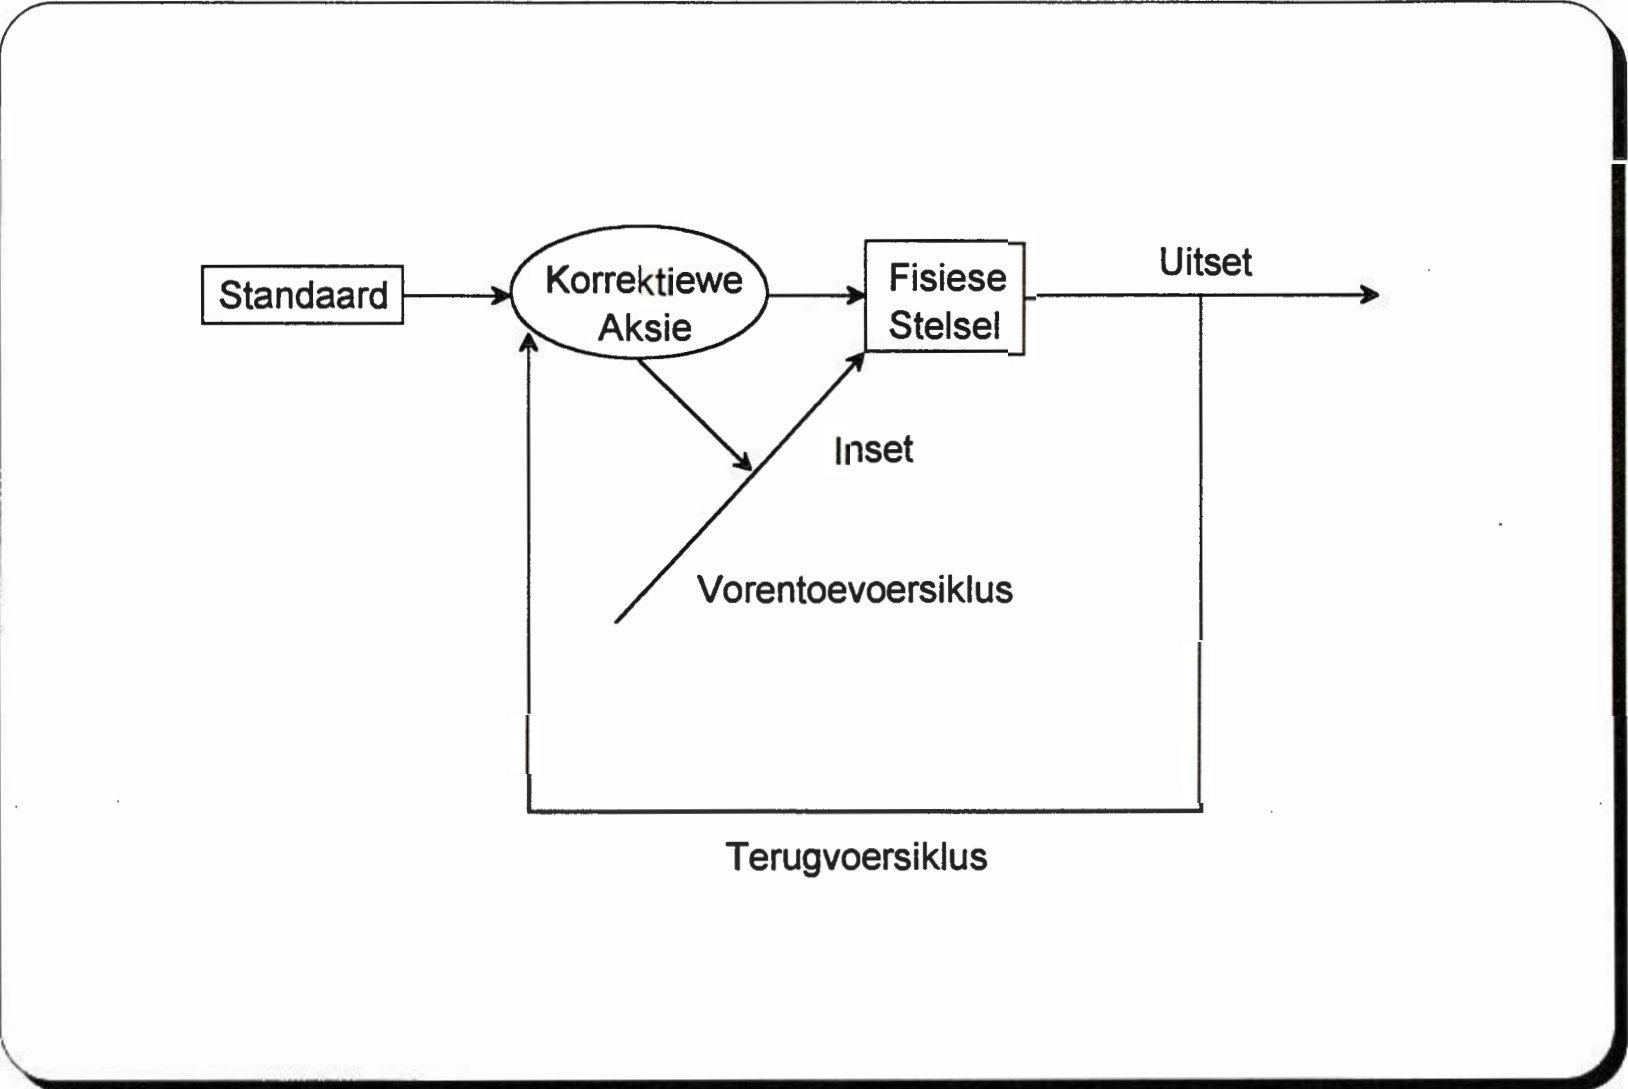 Standaard
Korrektiewe
Aksie
Fisiese
Stelsel
Uitset
Inset
Vorentoevoersiklus
Terugvoersiklus